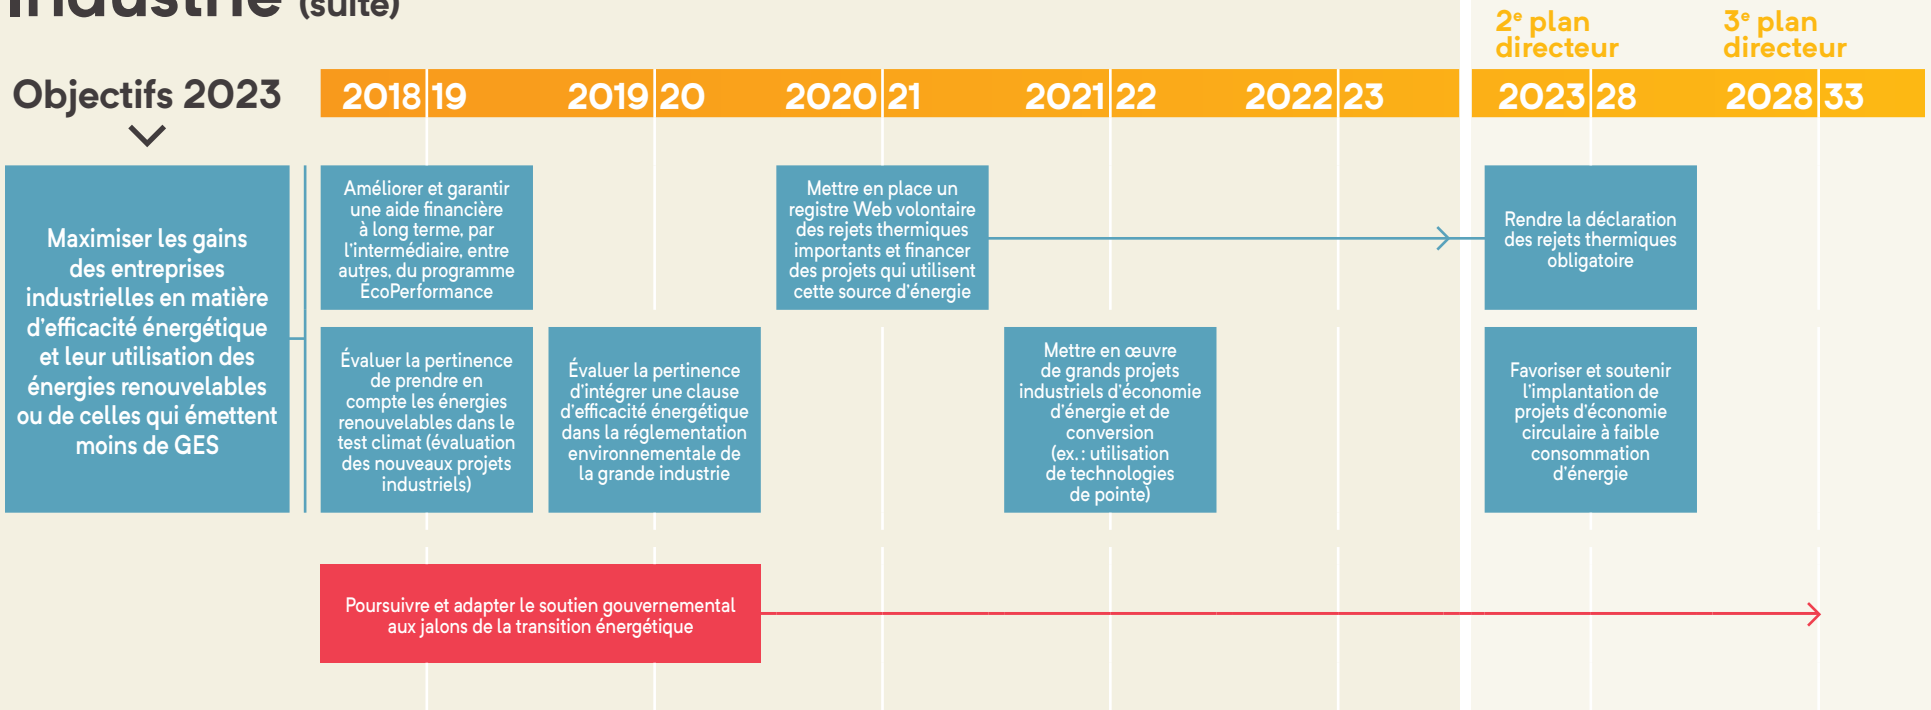 Industrie (suite)
2e plan
directeur
3e plan
directeur
Objectifs 2023
2018 19
2019 20
2020 21
2021 22
2022 23
2023 28
2028 33
Maximiser les gains
des entreprises
industrielles en matière
d'efficacité énergétique
et leur utilisation des
énergies renouvelables
ou de celles qui émettent
moins de GES
Améliorer et garantir
une aide financière
à long terme, par
l'intermédiaire, entre
autres, du programme
ÉcoPerformance
Mettre en place un
registre Web volontaire
des rejets thermiques
importants et financer
des projets qui utilisent
cette source d'énergie
Rendre la déclaration
des rejets thermiques
obligatoire
Évaluer la pertinence
de prendre en
compte les énergies
renouvelables dans le
test climat (évaluation
des nouveaux projets
industriels)
Évaluer la pertinence
d'intégrer une clause
d'efficacité énergétique
dans la réglementation
environnementale de
la grande industrie
Mettre en œuvre
de grands projets
industriels d'économie
d'énergie et de
conversion
(ex. : utilisation
de technologies
de pointe)
Favoriser et soutenir
l'implantation de
projets d'économie
circulaire à faible
consommation
d'énergie
Poursuivre et adapter le soutien gouvernemental
aux jalons de la transition énergétique